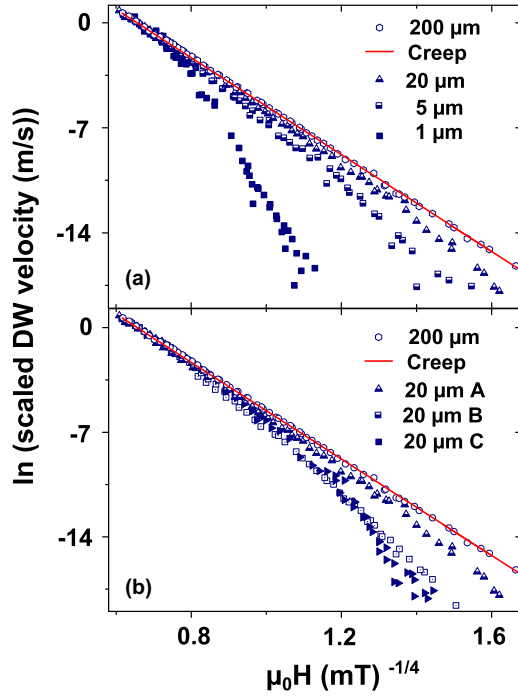 ln (scaled DW velocity (m/s))
0
-7
-14
200 µm
Creep
20 µm
5 µm
1 µm
(a)
0
-7
-14
200 µm
Creep
20 µm A
20 µm B
20 µm C
(b)
0.8 1.2 1.6
µ₀H (mT) ⁻¹/⁴